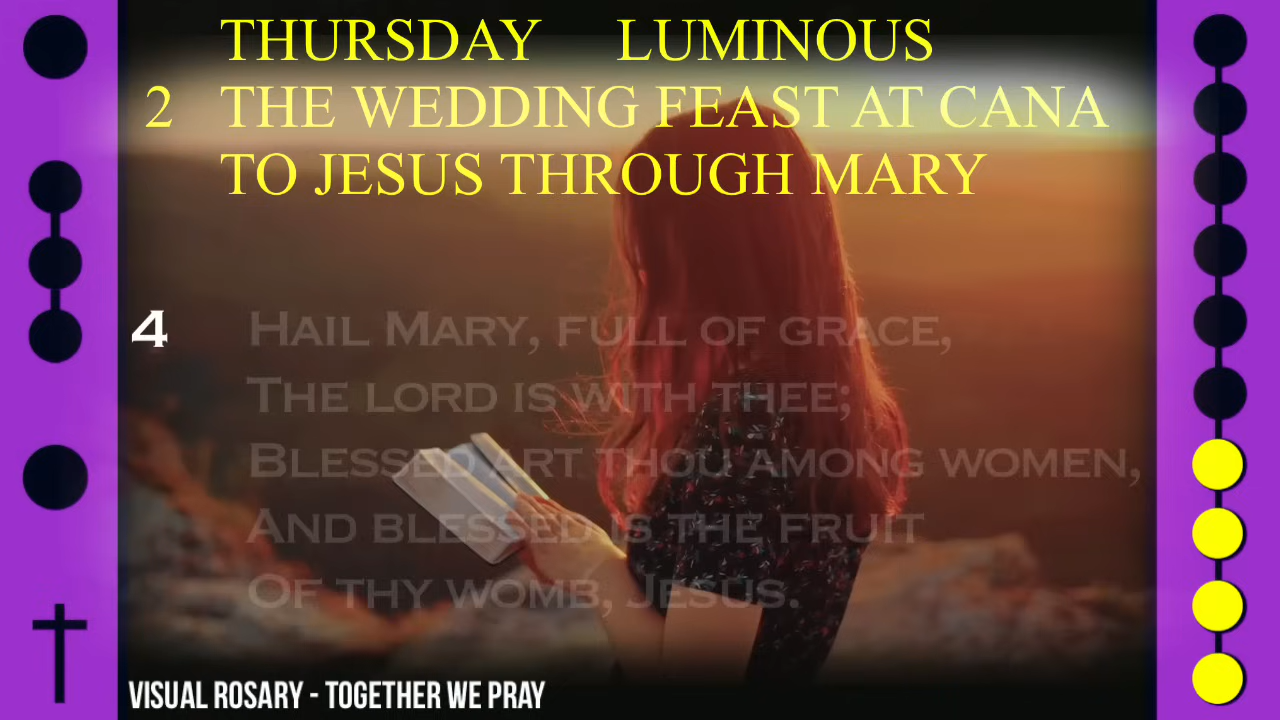 THURSDAY LUMINOUS
2 THE WEDDING FEAST AT CANA
TO JESUS THROUGH MARY
4 HAIL MARY, FULL OF GRACE,
THE LORD IS WITH THEE;
BLESSED ART THOU AMONG WOMEN,
AND BLESSED IS THE FRUIT
OF THY WOMB, JESUS.
VISUAL ROSARY - TOGETHER WE PRAY